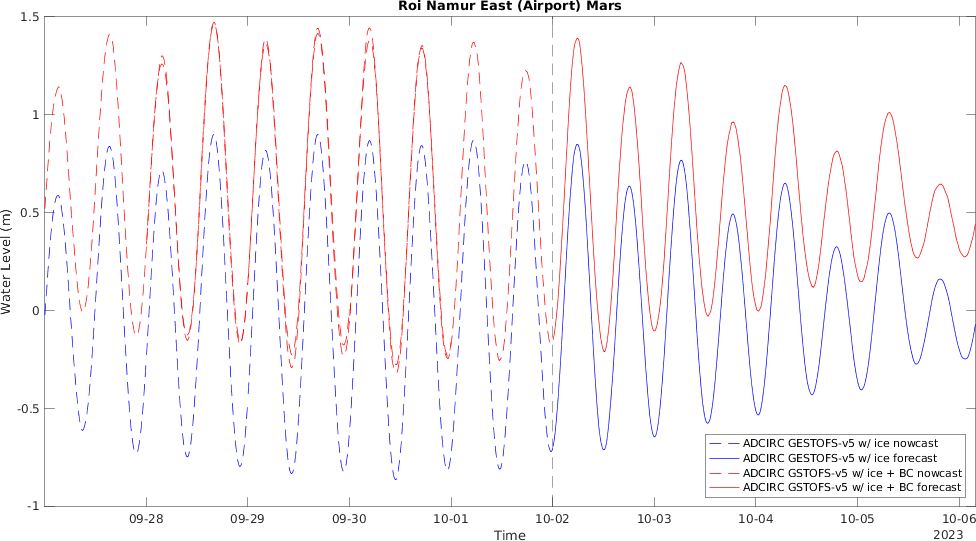 Roi Namur East (Airport) Mars
1.5
1
0.5
0
-0.5
-1
Water Level (m)
ADCIRC GESTOFS-v5 w/ ice nowcast
ADCIRC GESTOFS-v5 w/ ice forecast
ADCIRC GSTOFS-v5 w/ ice + BC nowcast
ADCIRC GSTOFS-v5 w/ ice + BC forecast
09-28 09-29 09-30 10-01 10-02 10-03 10-04 10-05 10-06
Time 2023